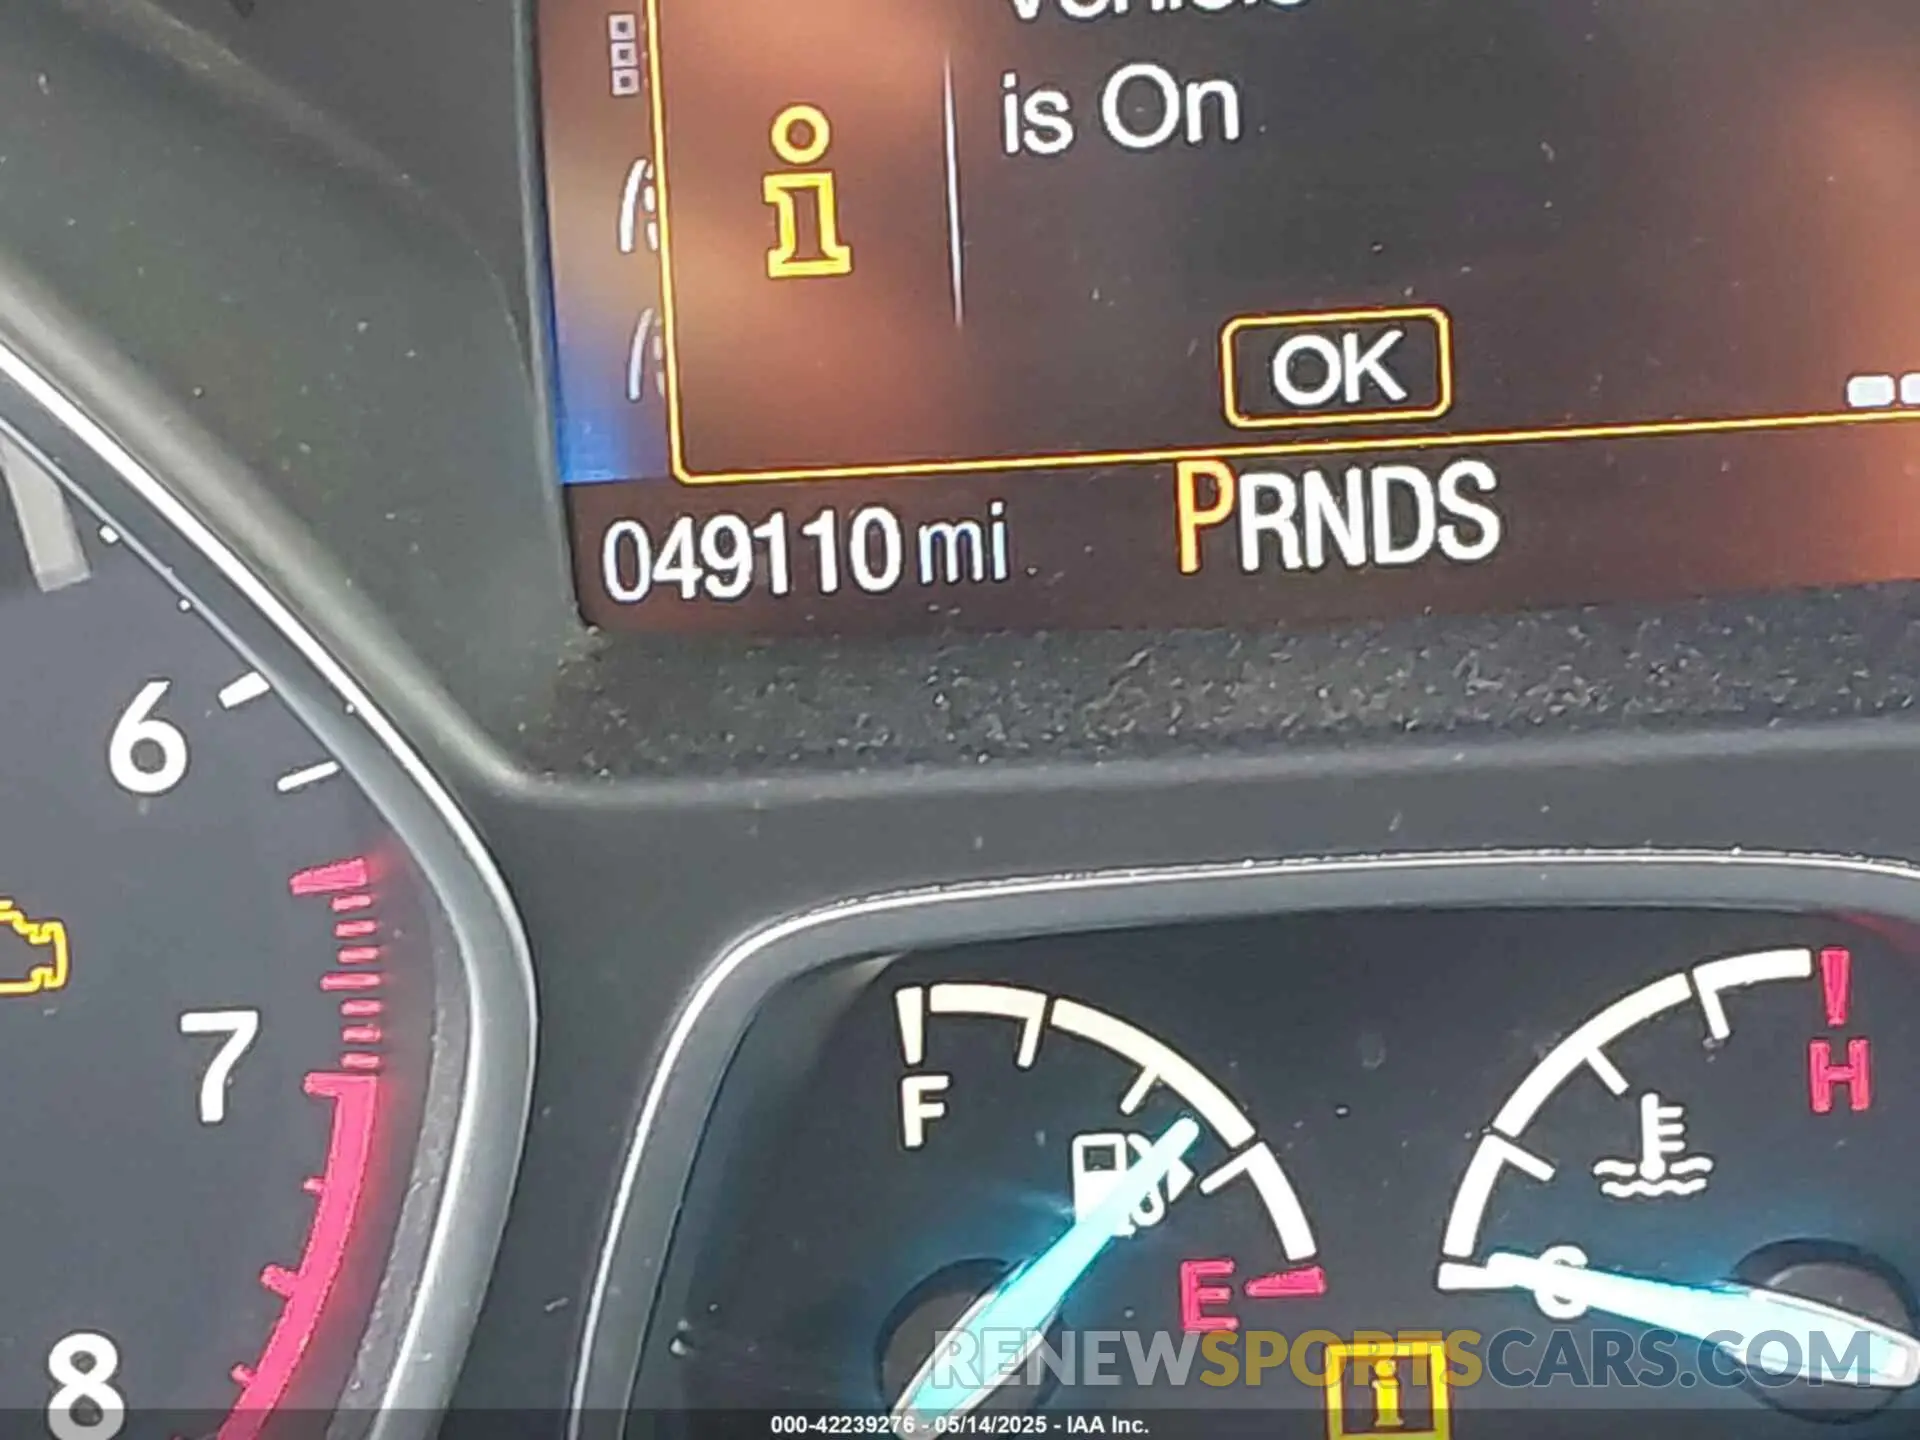 is On
OK
049110 mi
PRNDS
6
7
8
F
E
H
C
i
RENEWSPORTSCARS.COM
000-42239276 - 05/14/2025 - IAA Inc.